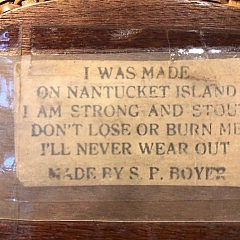 I WAS MADE
ON NANTUCKET ISLAND
I AM STRONG AND STOUT
DON'T LOSE OR BURN ME
I'LL NEVER WEAR OUT
MADE BY S. P. BOYER